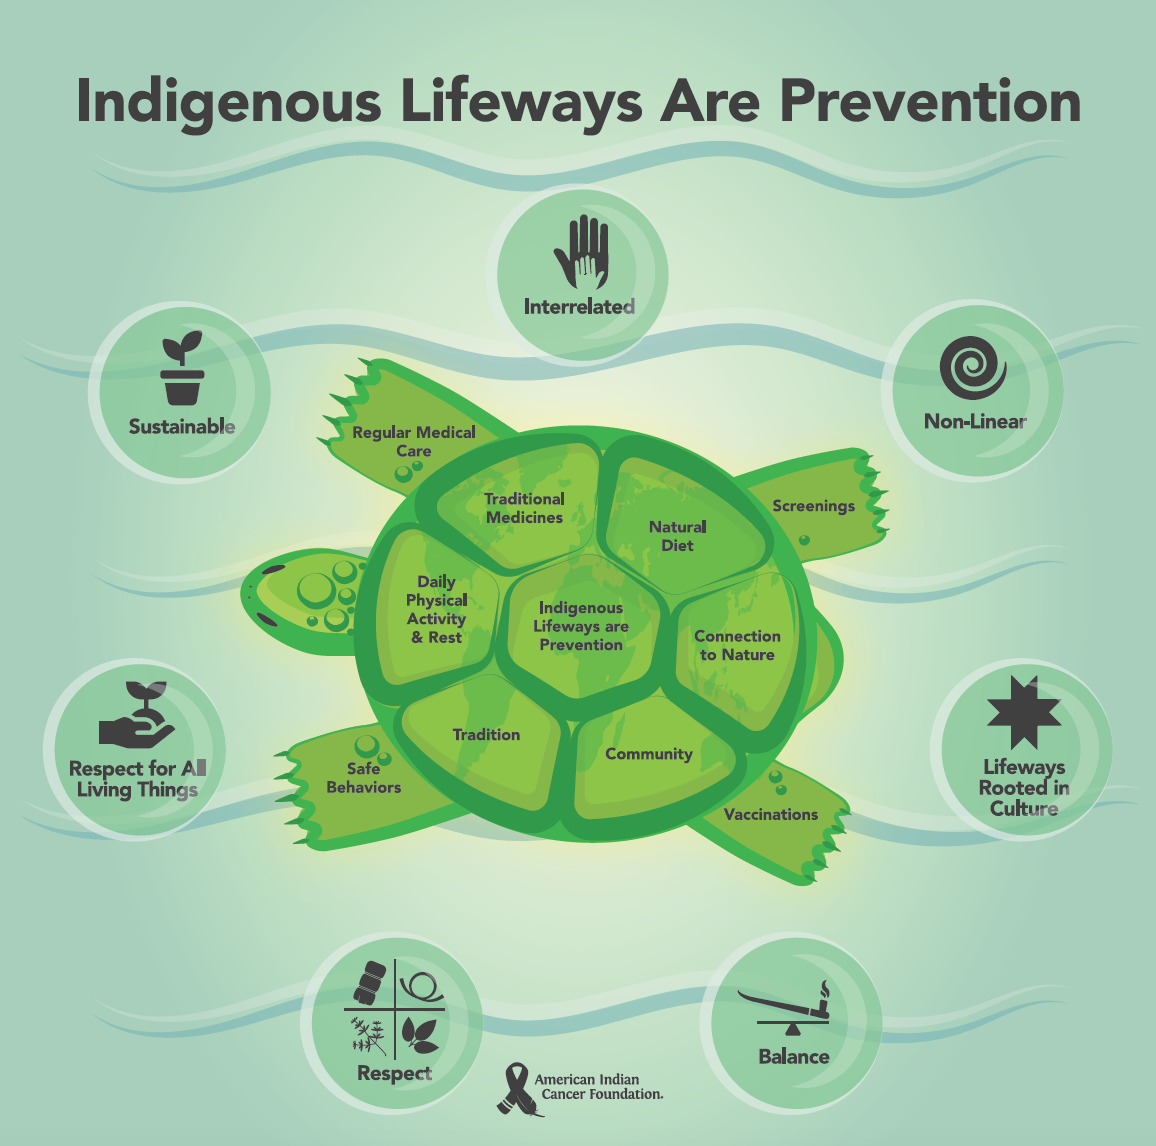 Indigenous Lifeways Are Prevention
Interrelated
Sustainable
Non-Linear
Regular Medical
Care
Screenings
Traditional
Medicines
Natural
Diet
Daily
Physical
Activity
& Rest
Indigenous
Lifeways are
Prevention
Connection
to Nature
Tradition
Community
Safe
Behaviors
Vaccinations
Respect for All
Living Things
Lifeways
Rooted in
Culture
Respect
Balance
American Indian
Cancer Foundation.